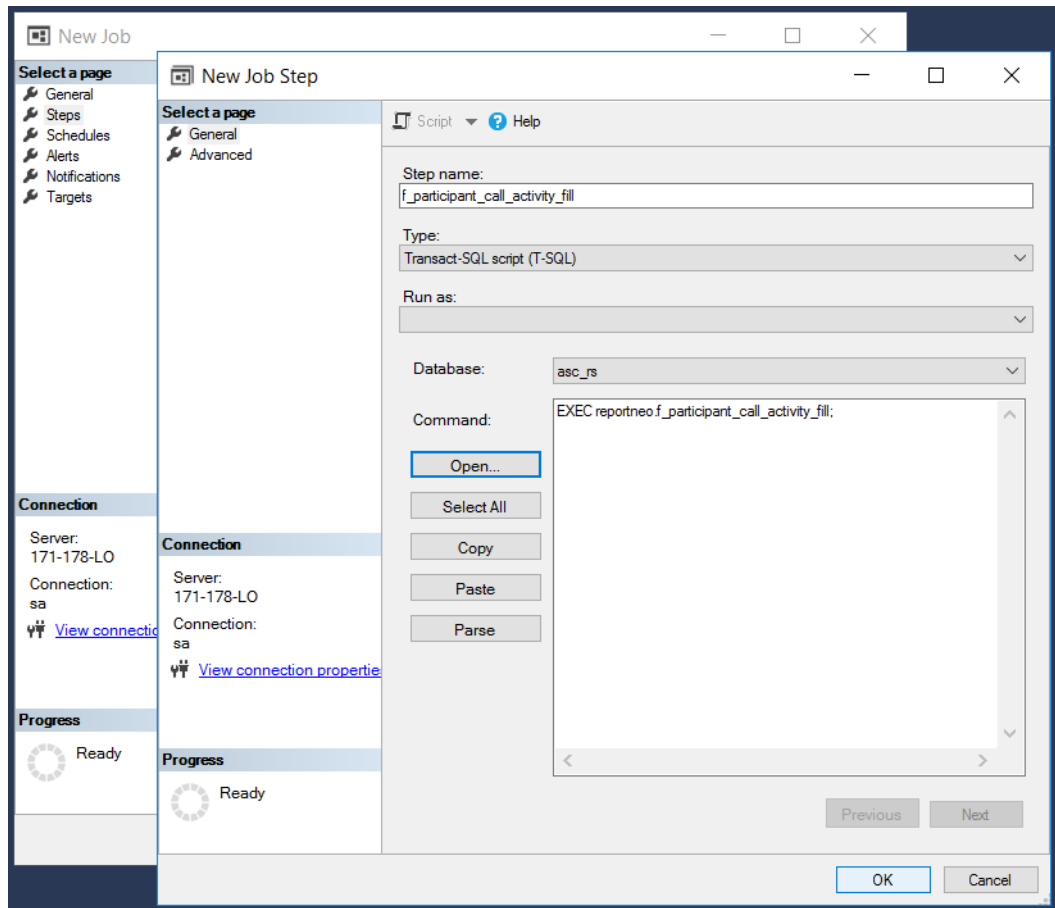 New Job
Select a page
General
Steps
Schedules
Alerts
Notifications
Targets
Connection
Server:
171-178-LO
Connection:
sa
View connectio
Progress
Ready
New Job Step
Select a page
General
Advanced
Connection
Server:
171-178-LO
Connection:
sa
View connection propertie
Progress
Ready
Script
Help
Step name:
f_participant_call_activity_fill
Type:
Transact-SQL script (T-SQL)
Run as:
Database:
asc_rs
Command:
EXEC reportneo.f_participant_call_activity_fill;
Open...
Select All
Copy
Paste
Parse
Previous
Next
OK
Cancel